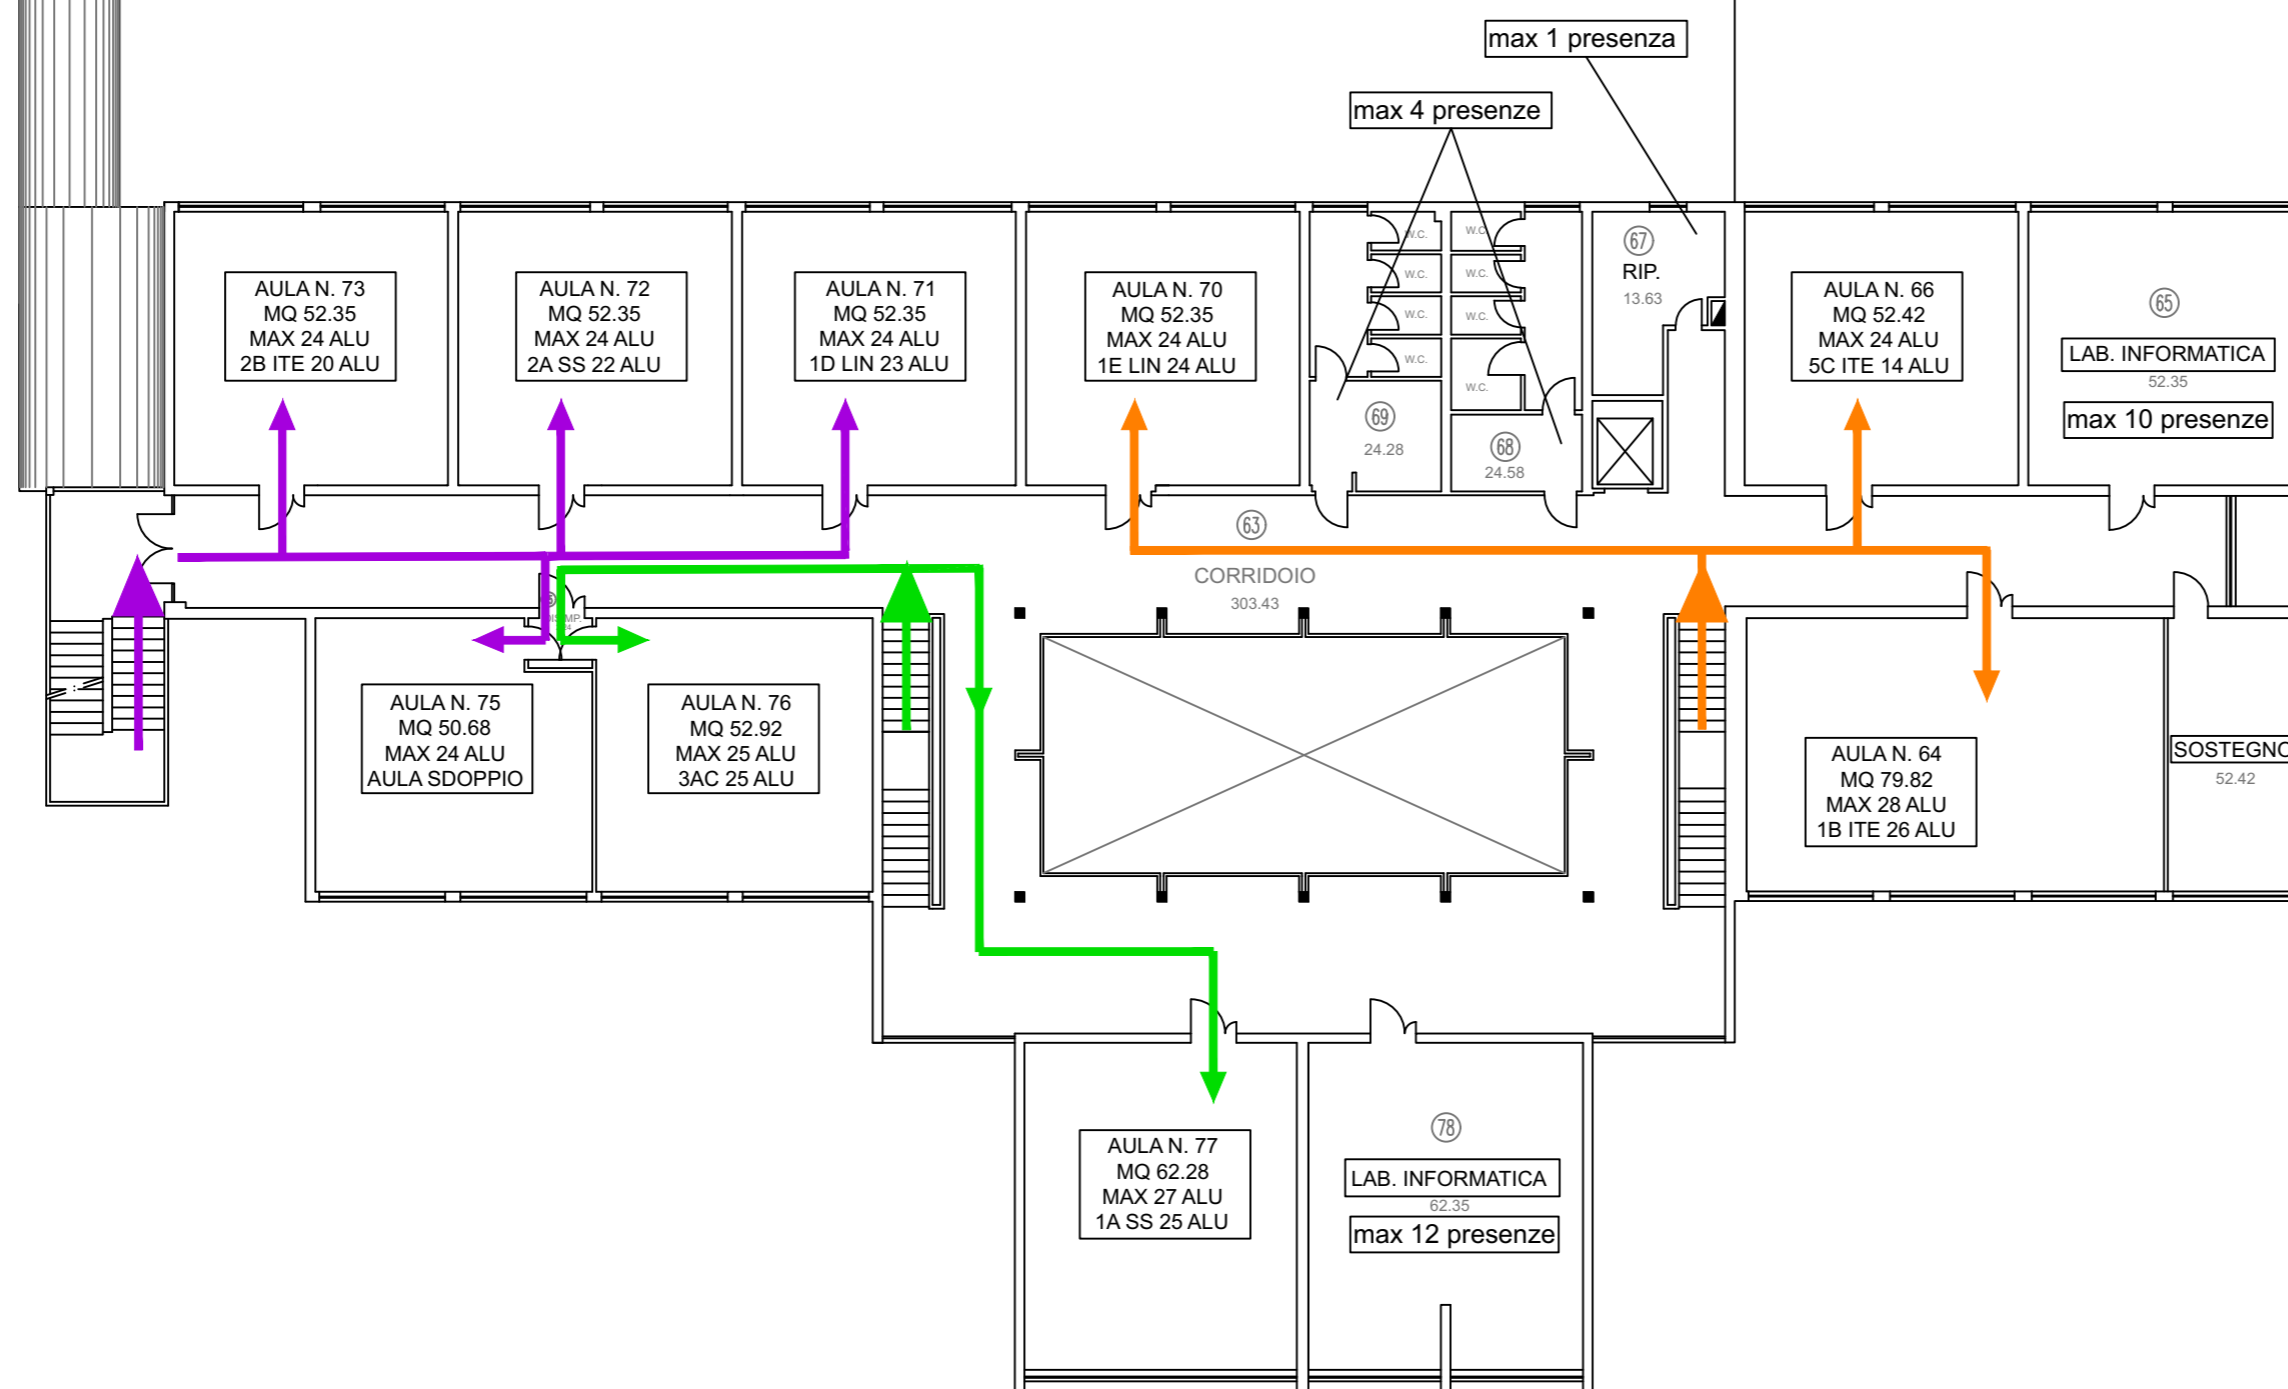 max 1 presenza
max 4 presenze
AULA N. 73
MQ 52.35
MAX 24 ALU
2B ITE 20 ALU
AULA N. 72
MQ 52.35
MAX 24 ALU
2A SS 22 ALU
AULA N. 71
MQ 52.35
MAX 24 ALU
1D LIN 23 ALU
AULA N. 70
MQ 52.35
MAX 24 ALU
1E LIN 24 ALU
W.C.
W.C.
W.C.
W.C.
W.C.
W.C.
W.C.
W.C.
69
24.28
68
24.58
67
RIP.
13.63
AULA N. 66
MQ 52.42
MAX 24 ALU
5C ITE 14 ALU
65
LAB. INFORMATICA
52.35
max 10 presenze
63
CORRIDOIO
303.43
AULA N. 75
MQ 50.68
MAX 24 ALU
AULA SDOPPIO
AULA N. 76
MQ 52.92
MAX 25 ALU
3AC 25 ALU
AULA N. 64
MQ 79.82
MAX 28 ALU
1B ITE 26 ALU
SOSTEGNO
52.42
AULA N. 77
MQ 62.28
MAX 27 ALU
1A SS 25 ALU
78
LAB. INFORMATICA
62.35
max 12 presenze